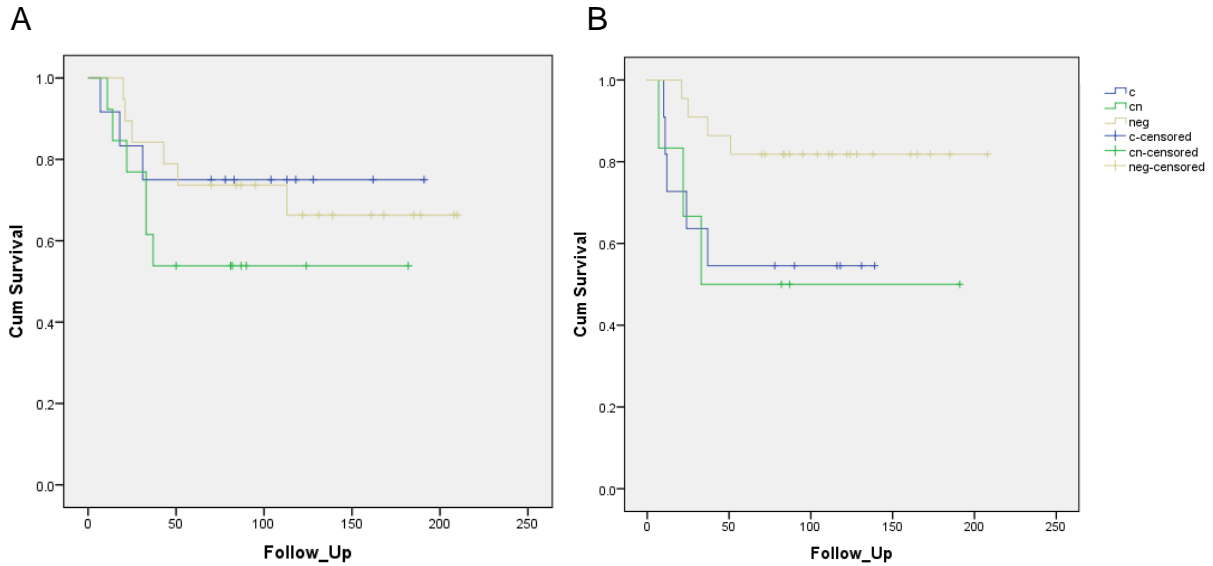 A
B
1.0
0.8
0.6
0.4
0.2
0.0
Cum Survival
0 50 100 150 200 250
Follow_Up
1.0
0.8
0.6
0.4
0.2
0.0
Cum Survival
0 50 100 150 200 250
Follow_Up
c
cn
neg
c-censored
cn-censored
neg-censored